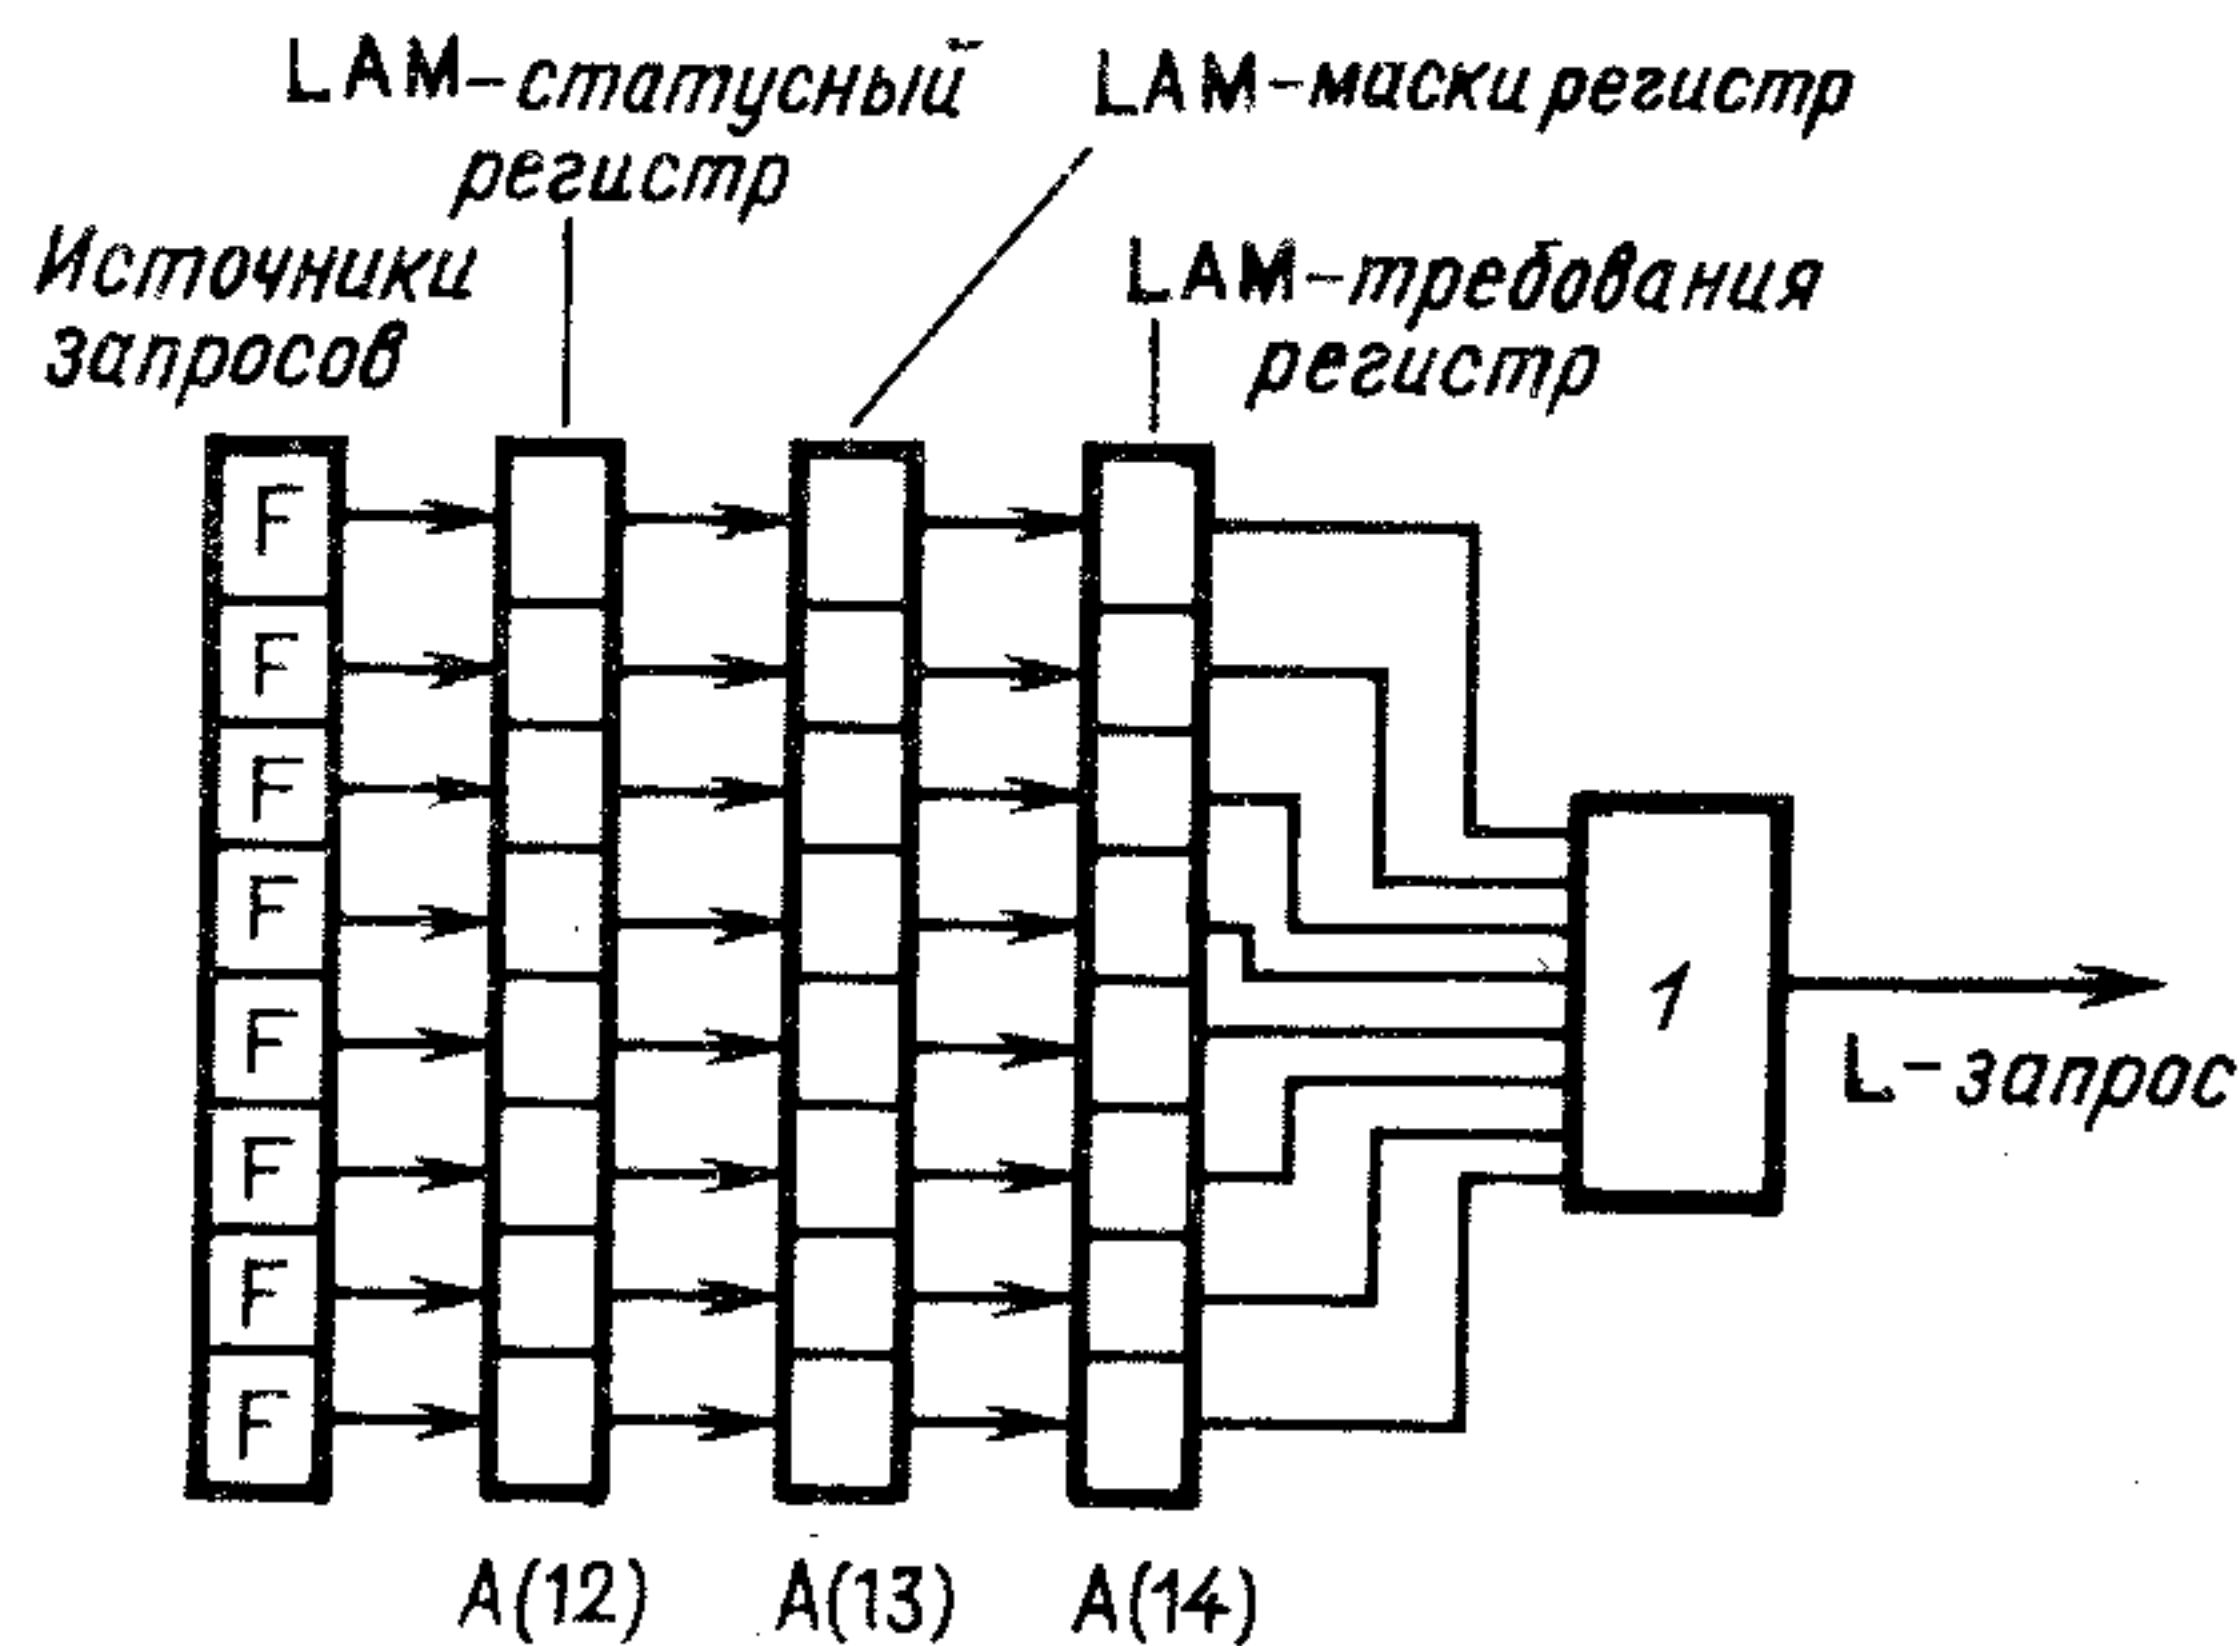 LAM-статусный
регистр
LAM-маски регистр
Источники
запросов
LAM-требования
регистр
F
F
F
F
F
F
F
F
1
L-запрос
A(12)
A(13)
A(14)